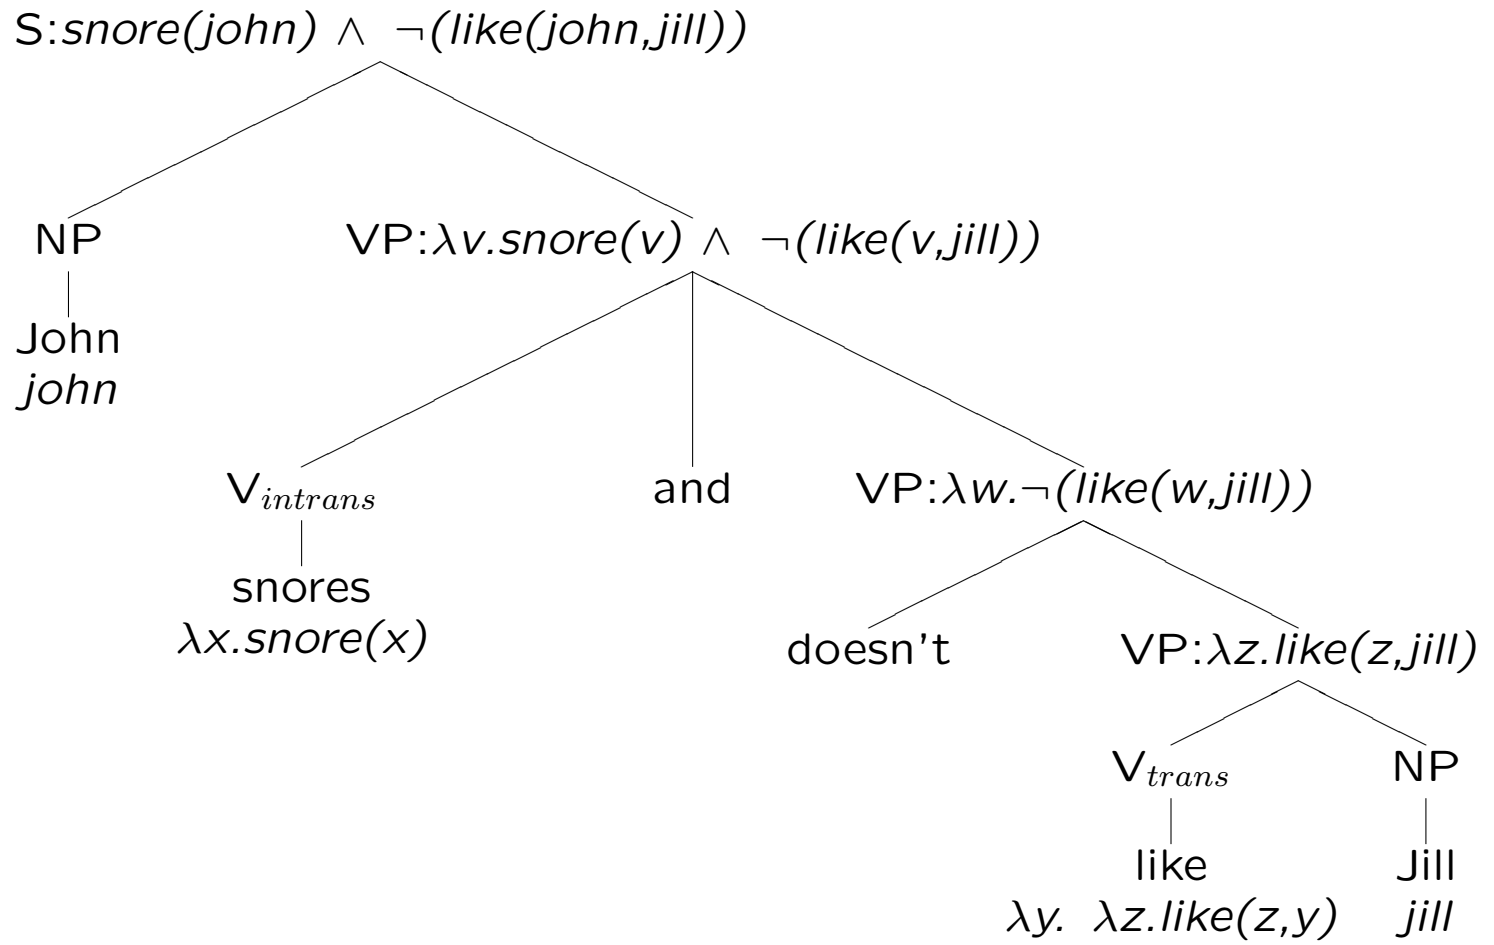 S:snore(john) ∧ ¬(like(john,jill))
NP VP:λv.snore(v) ∧ ¬(like(v,jill))
John
john
V_intrans and VP:λw.¬(like(w,jill))
snores
λx.snore(x)
doesn't VP:λz.like(z,jill)
V_trans NP
like Jill
λy. λz.like(z,y) jill